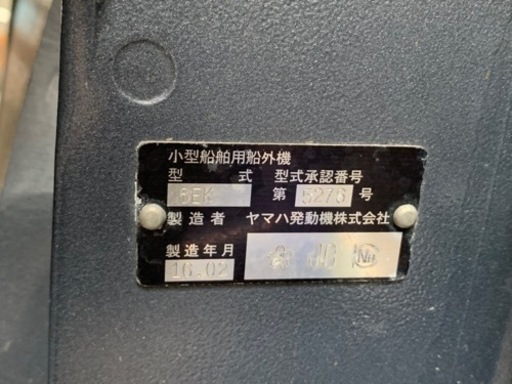 小型船舶用船外機
型 式 型式承認番号
6EK 第 5276 号
製造者 ヤマハ発動機株式会社
製造年月
16.02